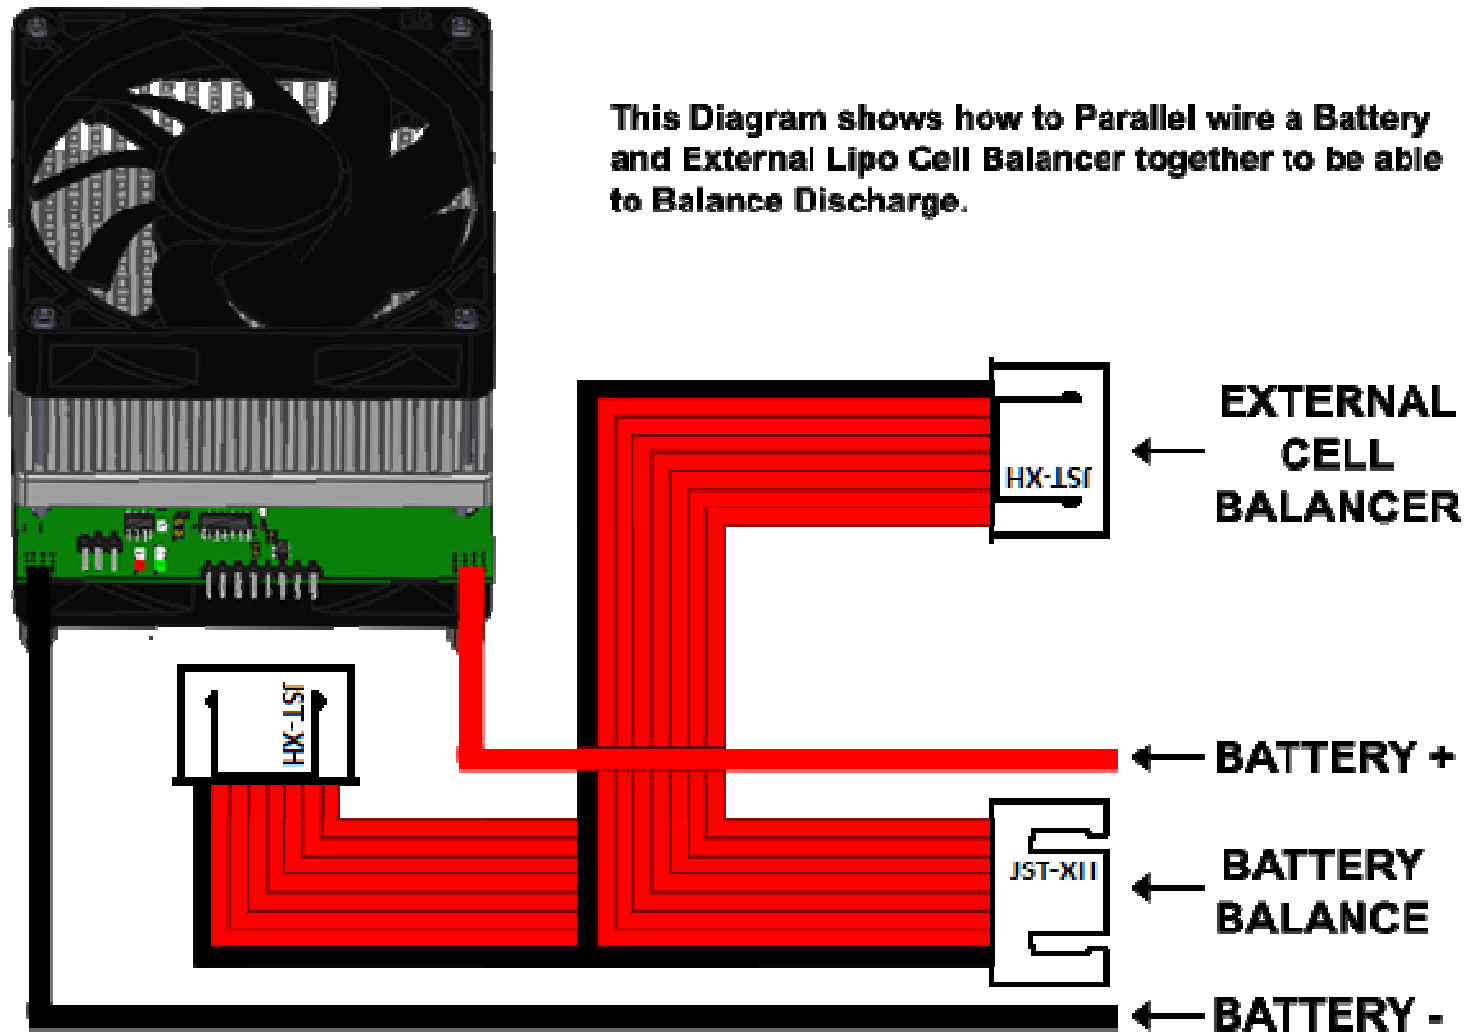 This Diagram shows how to Parallel wire a Battery
and External Lipo Cell Balancer together to be able
to Balance Discharge.
EXTERNAL
CELL
BALANCER
JST-XH
JST-XH
BATTERY +
JST-XH
BATTERY
BALANCE
BATTERY -